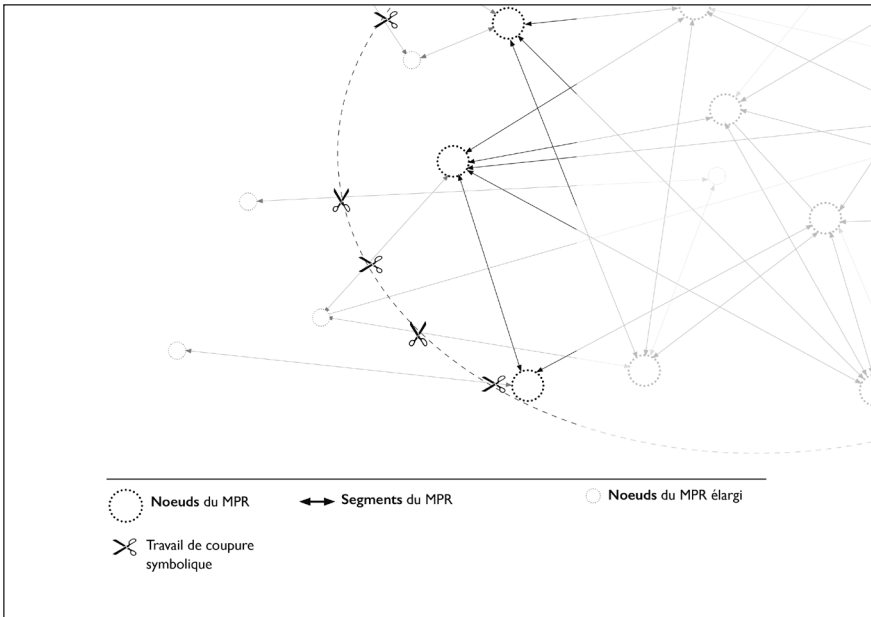 Noeuds du MPR
Segments du MPR
Noeuds du MPR élargi
Travail de coupure
symbolique